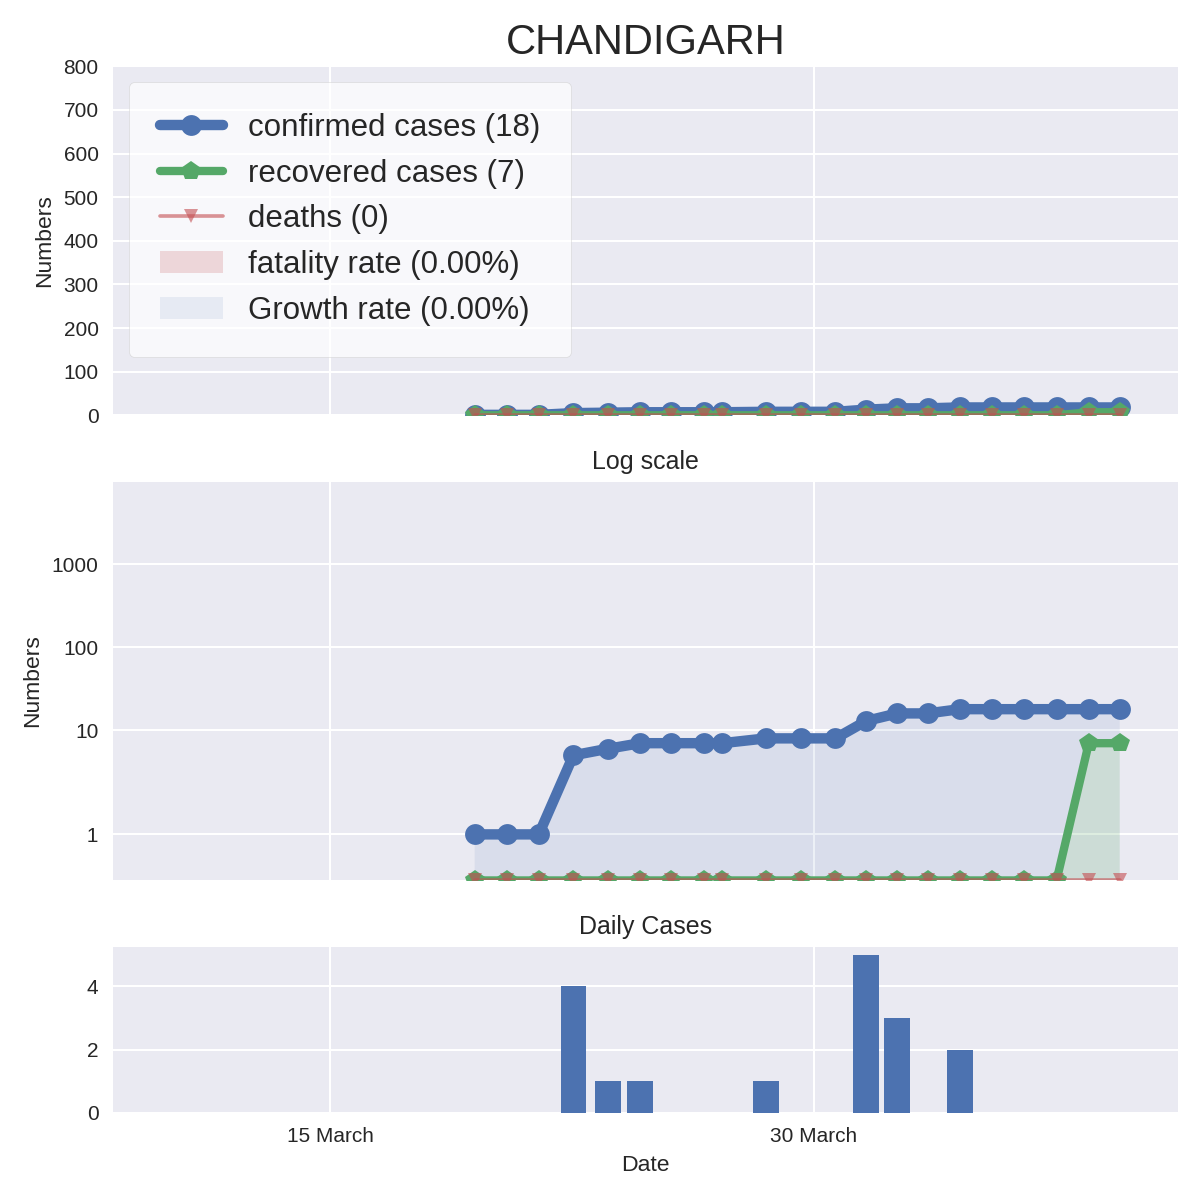 CHANDIGARH
800
700
600
500
400
300
200
100
0
Numbers
confirmed cases (18)
recovered cases (7)
deaths (0)
fatality rate (0.00%)
Growth rate (0.00%)
Log scale
1000
100
10
1
Numbers
Daily Cases
4
2
0
15 March
30 March
Date